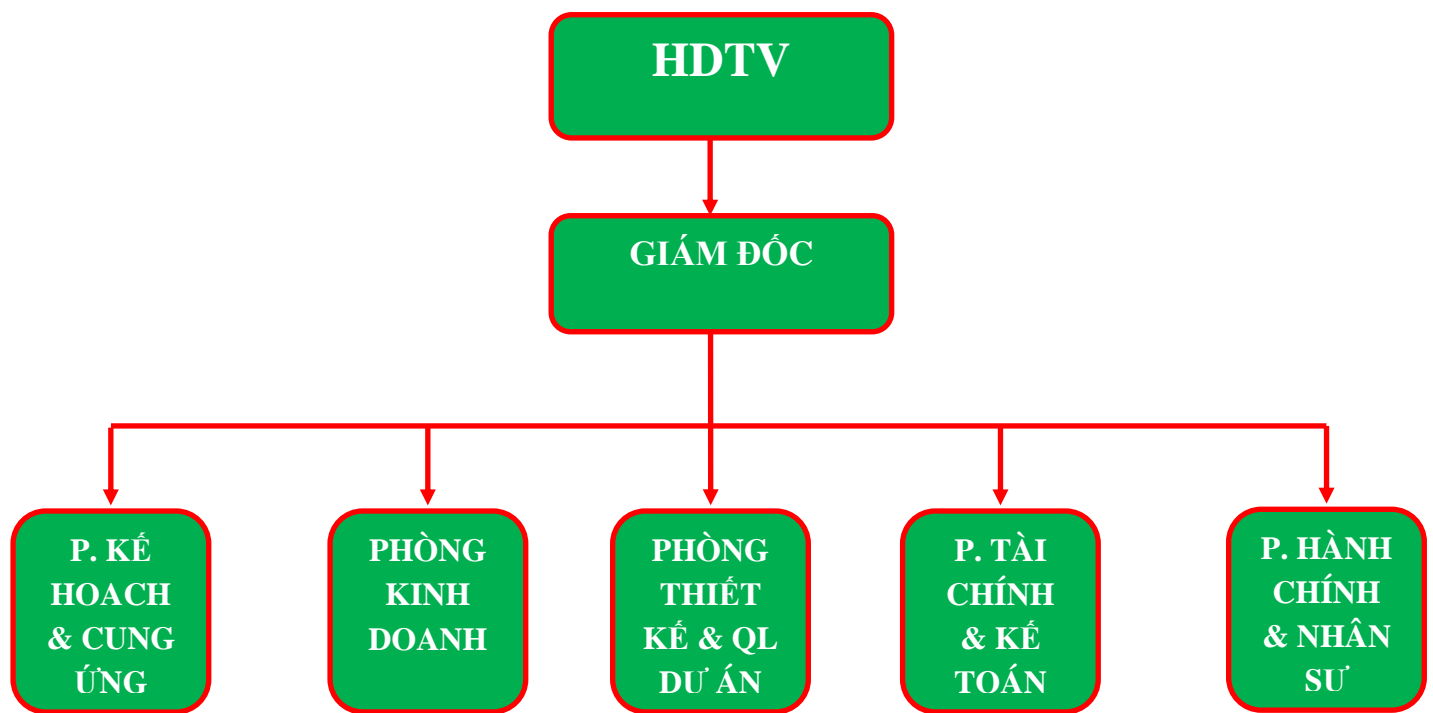 HDTV
GIÁM ĐỐC
P. KẾ
HOACH
& CUNG
ỨNG
PHÒNG
KINH
DOANH
PHÒNG
THIẾT
KẾ & QL
DƯ ÁN
P. TÀI
CHÍNH
& KẾ
TOÁN
P. HÀNH
CHÍNH
& NHÂN
SƯ